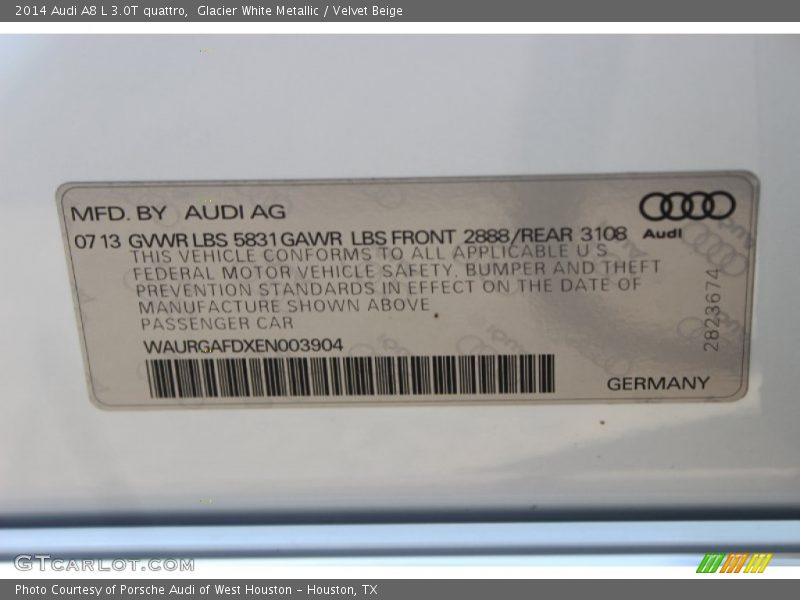 2014 Audi A8 L 3.0T quattro,  Glacier White Metallic / Velvet Beige
MFD. BY  AUDI AG
Audi
07 13 GVWR LBS 5831 GAWR LBS FRONT 2888/REAR 3108
THIS VEHICLE CONFORMS TO ALL APPLICABLE U S
FEDERAL MOTOR VEHICLE SAFETY, BUMPER AND THEFT
PREVENTION STANDARDS IN EFFECT ON THE DATE OF
MANUFACTURE SHOWN ABOVE
PASSENGER CAR
WAURGAFDXEN003904
2823674
GERMANY
GTCARLOT.COM
Photo Courtesy of Porsche Audi of West Houston - Houston, TX